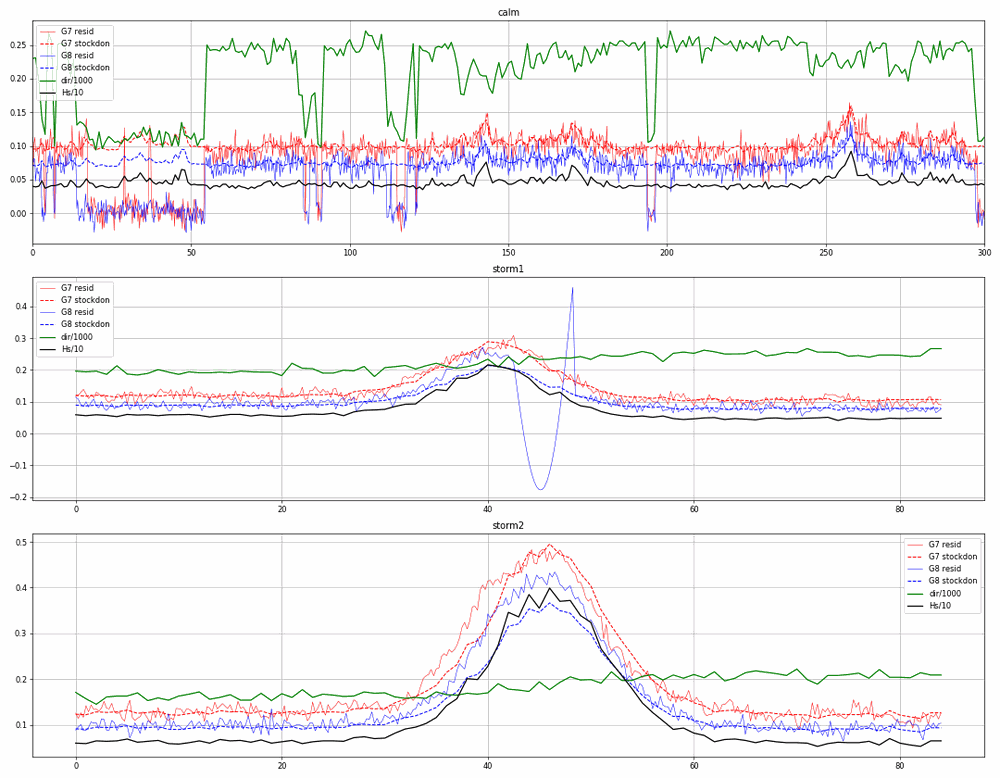 calm
G7 resid
G7 stockdon
G8 resid
G8 stockdon
dir/1000
Hs/10
0.25
0.20
0.15
0.10
0.05
0.00
0 50 100 150 200 250 300
storm1
G7 resid
G7 stockdon
G8 resid
G8 stockdon
dir/1000
Hs/10
0.4
0.3
0.2
0.1
0.0
−0.1
−0.2
0 20 40 60 80
storm2
G7 resid
G7 stockdon
G8 resid
G8 stockdon
dir/1000
Hs/10
0.5
0.4
0.3
0.2
0.1
0 20 40 60 80